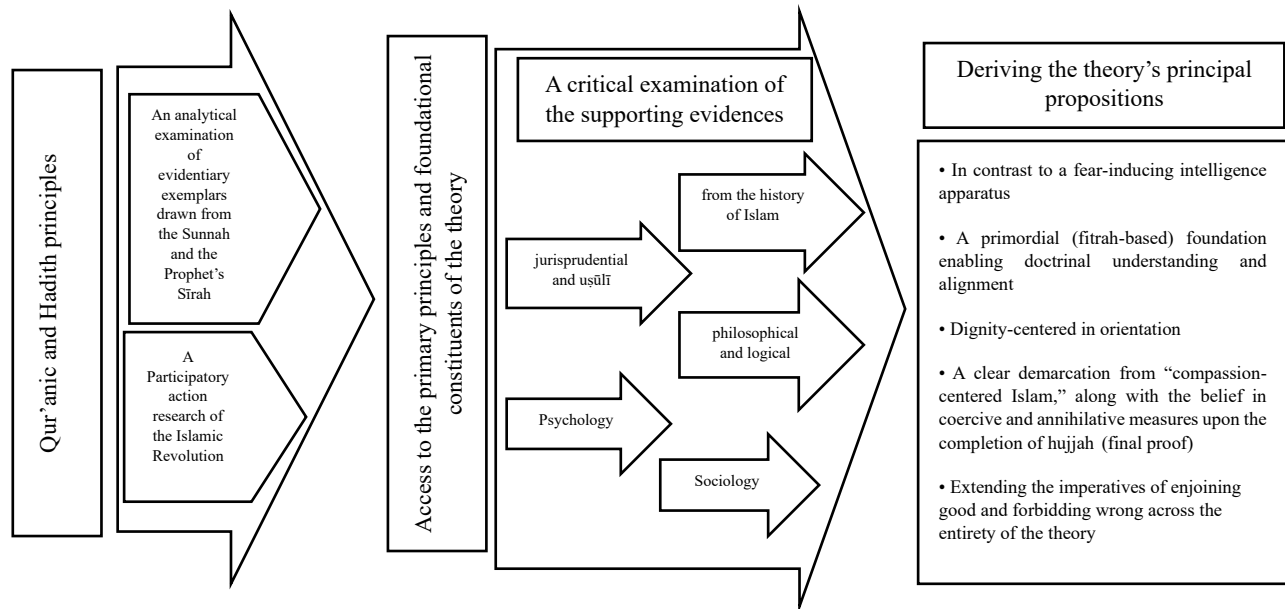 Qur’anic and Hadith principles
An analytical
examination
of
evidentiary
exemplars
drawn from
the Sunnah
and the
Prophet’s
Sīrah
A
Participatory
action
research of
the Islamic
Revolution
Access to the primary principles and foundational
constituents of the theory
A critical examination of
the supporting evidences
from the history
of Islam
jurisprudential
and uṣūlī
philosophical
and logical
Psychology
Sociology
Deriving the theory’s principal
propositions
• In contrast to a fear-inducing intelligence
apparatus
• A primordial (fitrah-based) foundation
enabling doctrinal understanding and
alignment
• Dignity-centered in orientation
• A clear demarcation from “compassion-
centered Islam,” along with the belief in
coercive and annihilative measures upon the
completion of hujjah (final proof)
• Extending the imperatives of enjoining
good and forbidding wrong across the
entirety of the theory